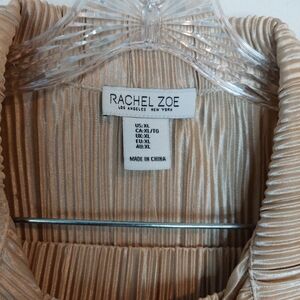 RACHEL ZOE
LOS ANGELES NEW YORK
US:XL
CA:XL/TG
UK:XL
EU:XL
AU:XL
MADE IN CHINA